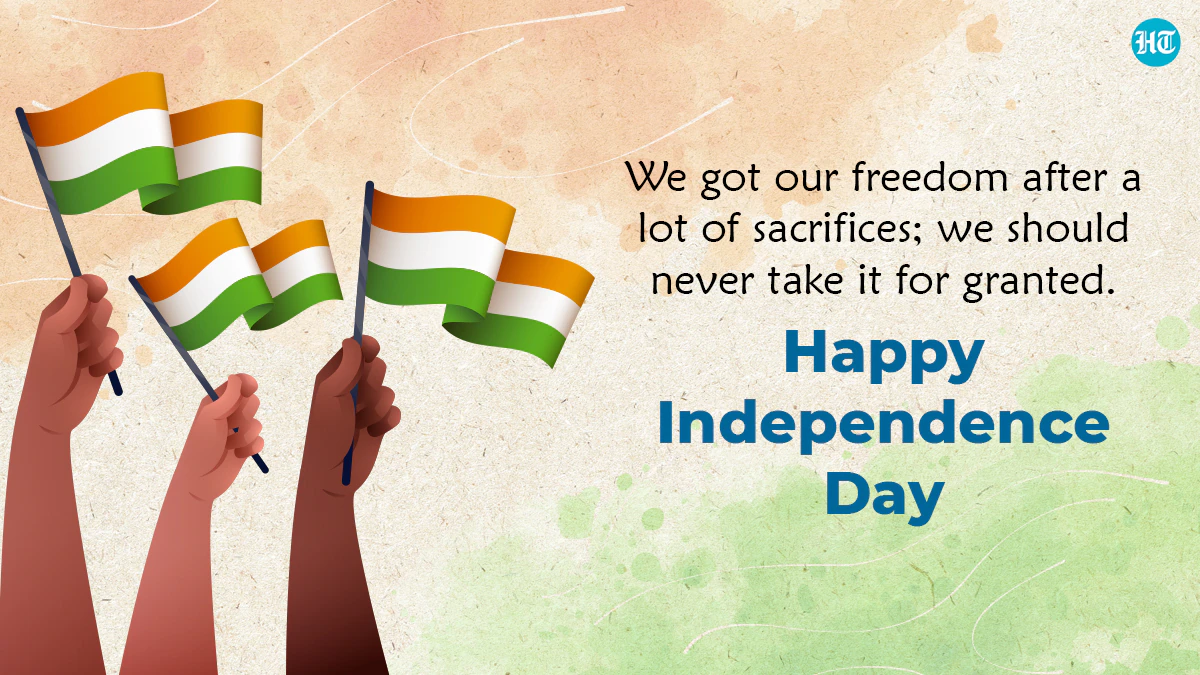 HT
We got our freedom after a
lot of sacrifices; we should
never take it for granted.
Happy
Independence
Day